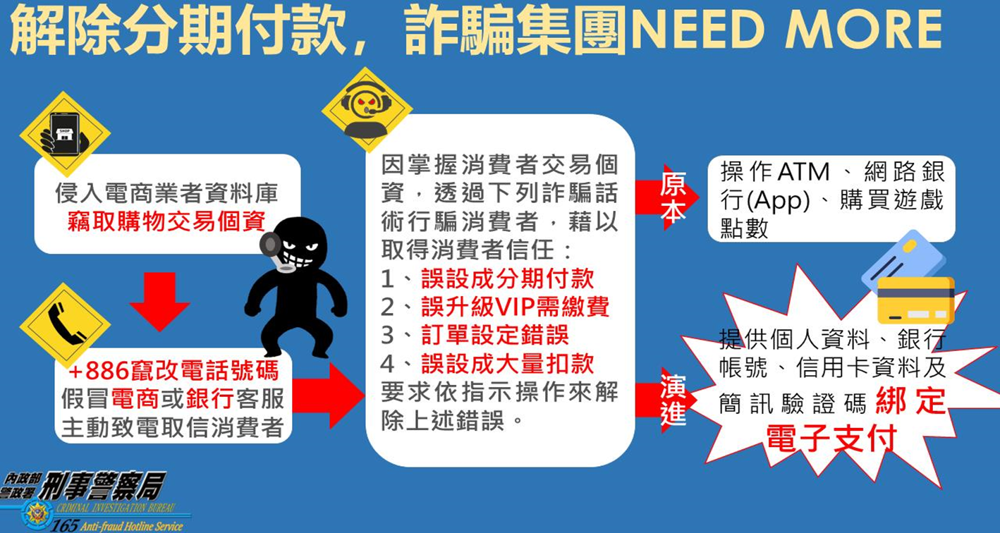 解除分期付款，詐騙集團NEED MORE
SHOP
侵入電商業者資料庫
竊取購物交易個資
+886竄改電話號碼
假冒電商或銀行客服
主動致電取信消費者
因掌握消費者交易個
資，透過下列詐騙話
術行騙消費者，藉以
取得消費者信任：
1、誤設成分期付款
2、誤升級VIP需繳費
3、訂單設定錯誤
4、誤設成大量扣款
要求依指示操作來解
除上述錯誤。
原本
操作ATM、網路銀
行(App)、購買遊戲
點數
演進
提供個人資料、銀行
帳號、信用卡資料及
簡訊驗證碼綁定
電子支付
內政部
警政署
刑事警察局
CRIMINAL INVESTIGATION BUREAU
165 Anti-fraud Hotline Service